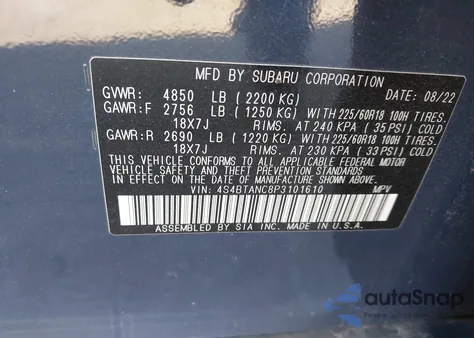 MFD BY SUBARU CORPORATION
DATE: 08/22
GVWR: 4850 LB (2200 KG)
GAWR:F 2756 LB (1250 KG) WITH 225/60R18 100H TIRES.
18X7J RIMS. AT 240 KPA (35 PSI) COLD
GAWR:R 2690 LB (1220 KG) WITH 225/60R18 100H TIRES.
18X7J RIMS. AT 230 KPA (33 PSI) COLD
THIS VEHICLE CONFORMS TO ALL APPLICABLE FEDERAL MOTOR
VEHICLE SAFETY AND THEFT PREVENTION STANDARDS IN
EFFECT ON THE DATE OF MANUFACTURE SHOWN ABOVE.
VIN: 4S4BTANC8P3101610 MPV
ASSEMBLED BY SIA INC. MADE IN U.S.A.
autoSnap